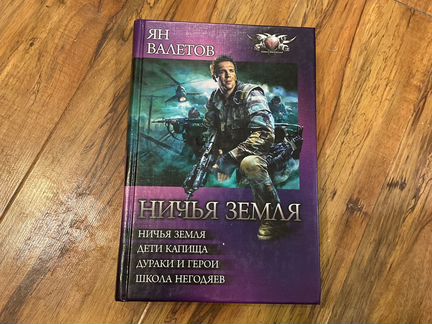 ЯН
ВАЛЕТОВ
НИЧЬЯ ЗЕМЛЯ
НИЧЬЯ ЗЕМЛЯ
ДЕТИ КАПИЩА
ДУРАКИ И ГЕРОИ
ШКОЛА НЕГОДЯЕВ